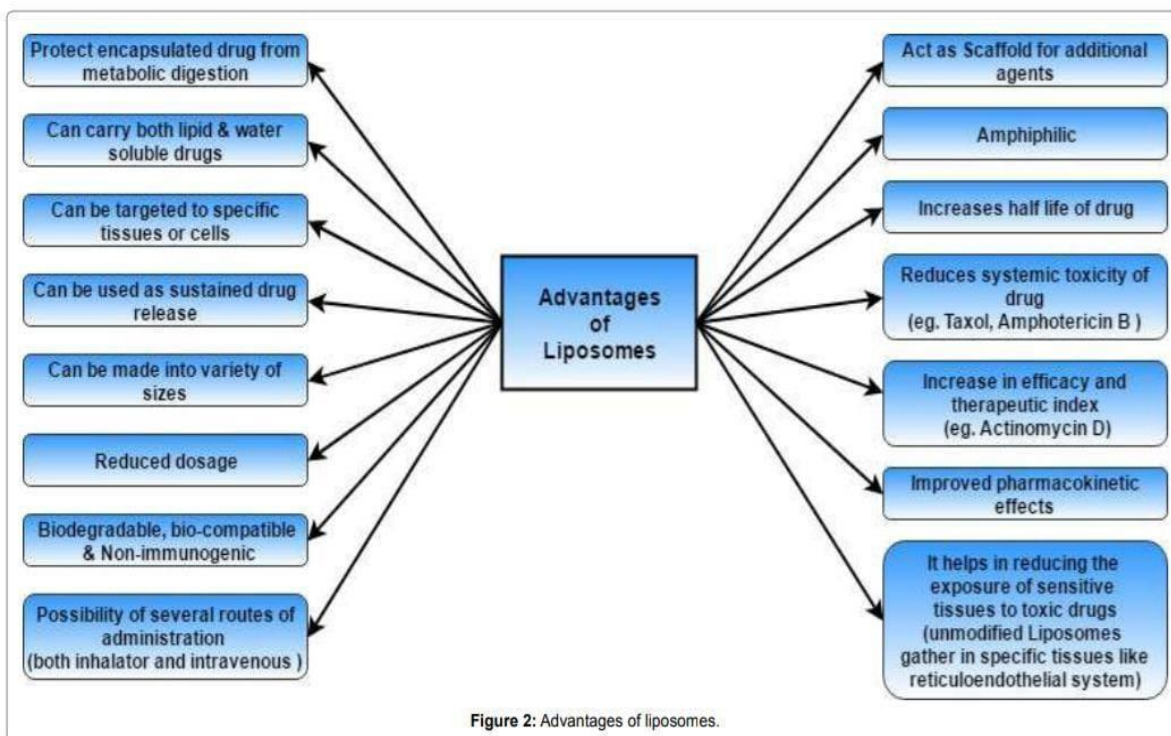 Protect encapsulated drug from
metabolic digestion
Can carry both lipid & water
soluble drugs
Can be targeted to specific
tissues or cells
Can be used as sustained drug
release
Can be made into variety of
sizes
Reduced dosage
Biodegradable, bio-compatible
& Non-immunogenic
Possibility of several routes of
administration
(both inhalator and intravenous )
Advantages
of
Liposomes
Act as Scaffold for additional
agents
Amphiphilic
Increases half life of drug
Reduces systemic toxicity of
drug
(eg. Taxol, Amphotericin B )
Increase in efficacy and
therapeutic index
(eg. Actinomycin D)
Improved pharmacokinetic
effects
It helps in reducing the
exposure of sensitive
tissues to toxic drugs
(unmodified Liposomes
gather in specific tissues like
reticuloendothelial system)
Figure 2: Advantages of liposomes.